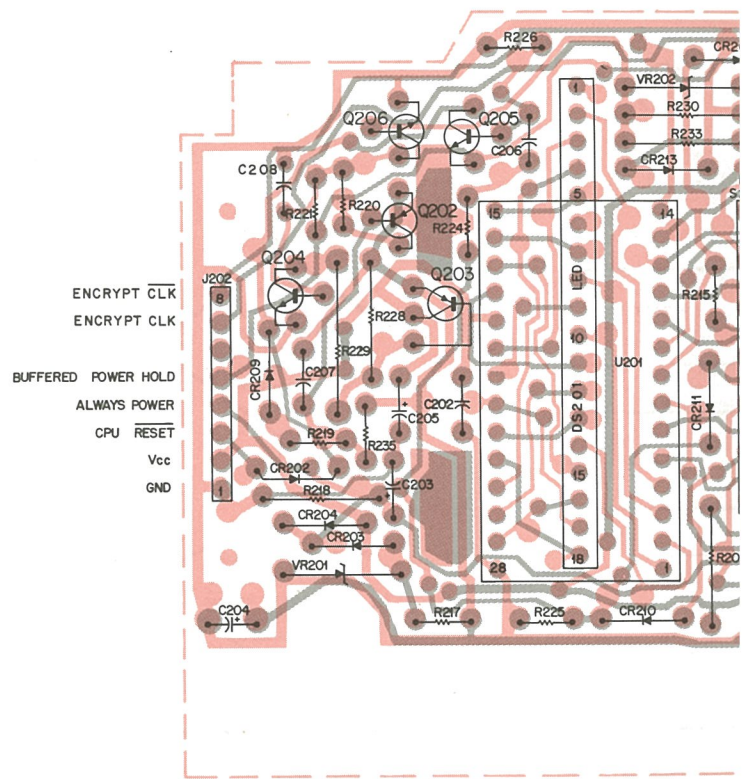 R226
CR20
VR202
1
R230
Q206
Q205
C206
R233
C208
CR213
R221
R220
5
15
14
Q202
R224
Q204
Q203
J202
LED
ENCRYPT CLK
8
R215
ENCRYPT CLK
R228
10
R229
U201
BUFFERED POWER HOLD
CR209
C207
ALWAYS POWER
C205
C202
DS201
CR211
CPU RESET
R219
R235
Vcc
CR202
15
GND
1
R218
C203
CR204
CR203
R20
VR201
28
18
1
C204
R217
R225
CR210